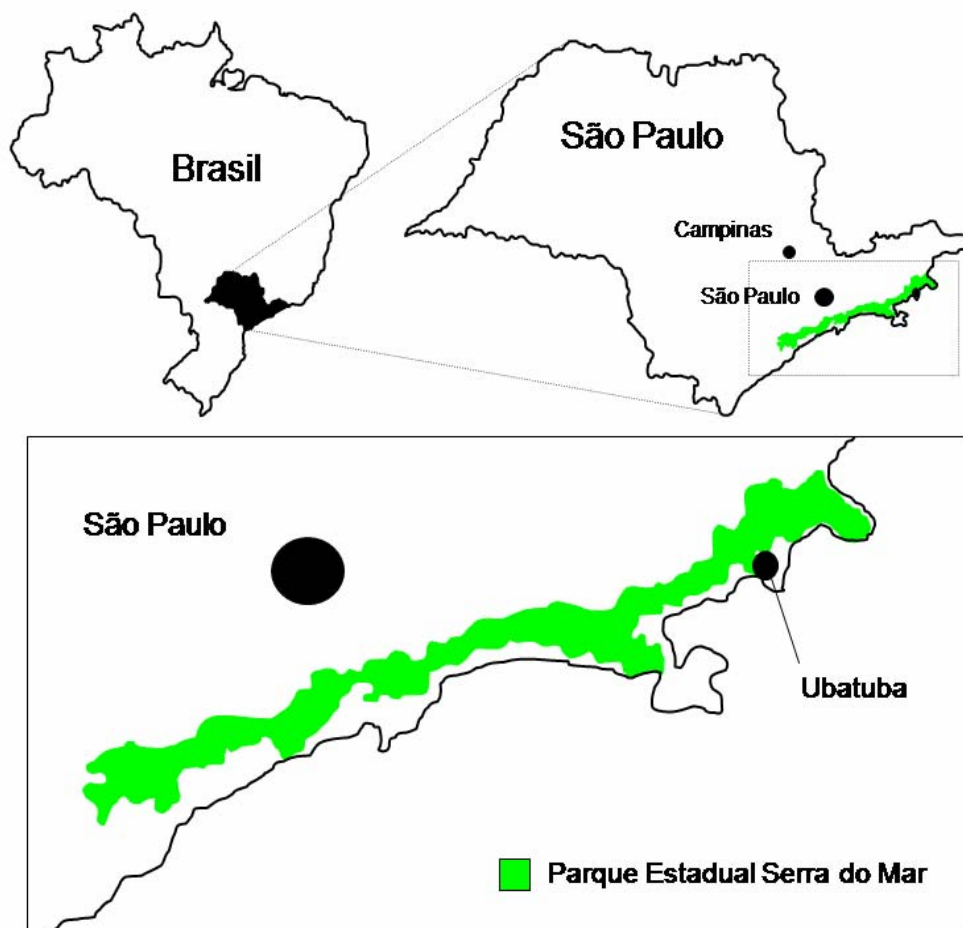 Brasil
São Paulo
Campinas
São Paulo
São Paulo
Ubatuba
Parque Estadual Serra do Mar